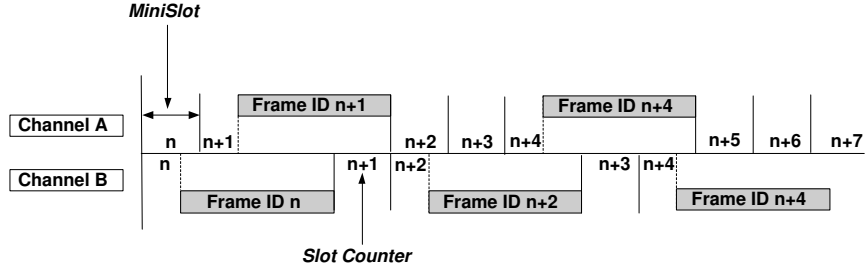 MiniSlot
Frame ID n+1 Frame ID n+4
Channel A
n n+1 n+2 n+3 n+4 n+5 n+6 n+7
n n+1 n+2 n+3 n+4
Channel B
Frame ID n Frame ID n+2 Frame ID n+4
Slot Counter